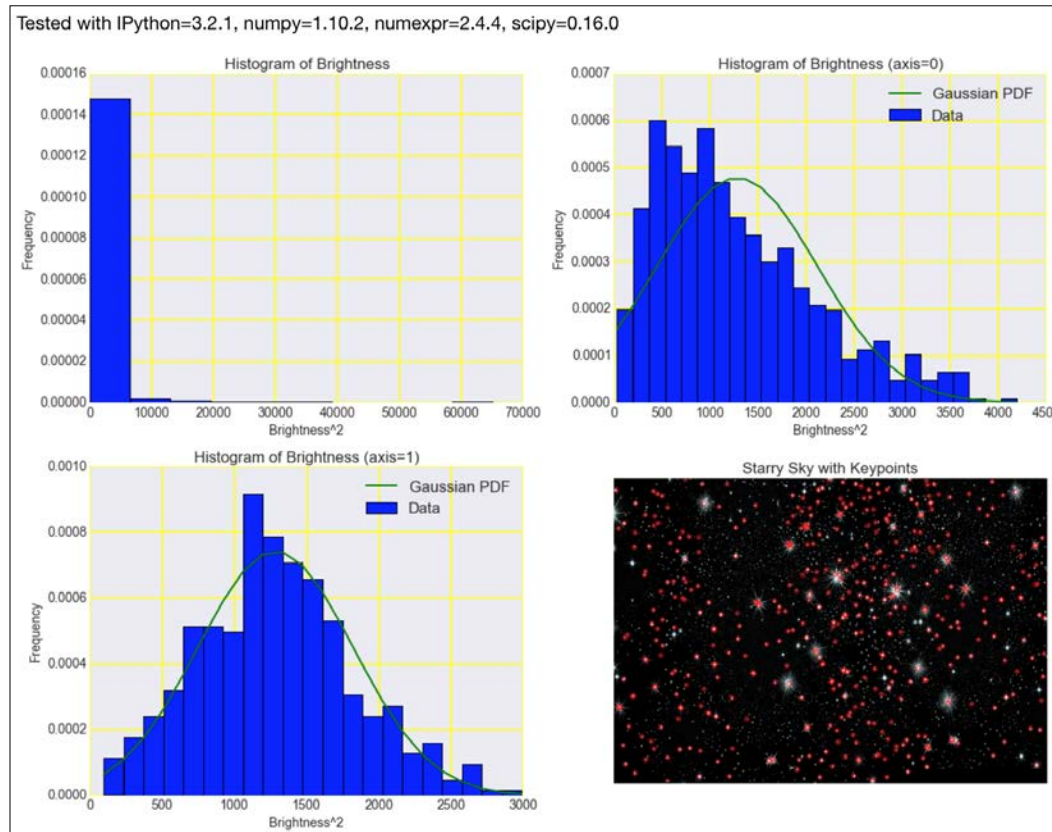 Tested with IPython=3.2.1, numpy=1.10.2, numexpr=2.4.4, scipy=0.16.0
Histogram of Brightness
0.00016
0.00014
0.00012
0.00010
0.00008
0.00006
0.00004
0.00002
0.00000
Frequency
0 10000 20000 30000 40000 50000 60000 70000
Brightness^2
Histogram of Brightness (axis=0)
Gaussian PDF
Data
0.0007
0.0006
0.0005
0.0004
0.0003
0.0002
0.0001
0.0000
Frequency
0 500 1000 1500 2000 2500 3000 3500 4000 450
Brightness^2
Histogram of Brightness (axis=1)
Gaussian PDF
Data
0.0010
0.0008
0.0006
0.0004
0.0002
0.0000
Frequency
0 500 1000 1500 2000 2500 3000
Brightness^2
Starry Sky with Keypoints